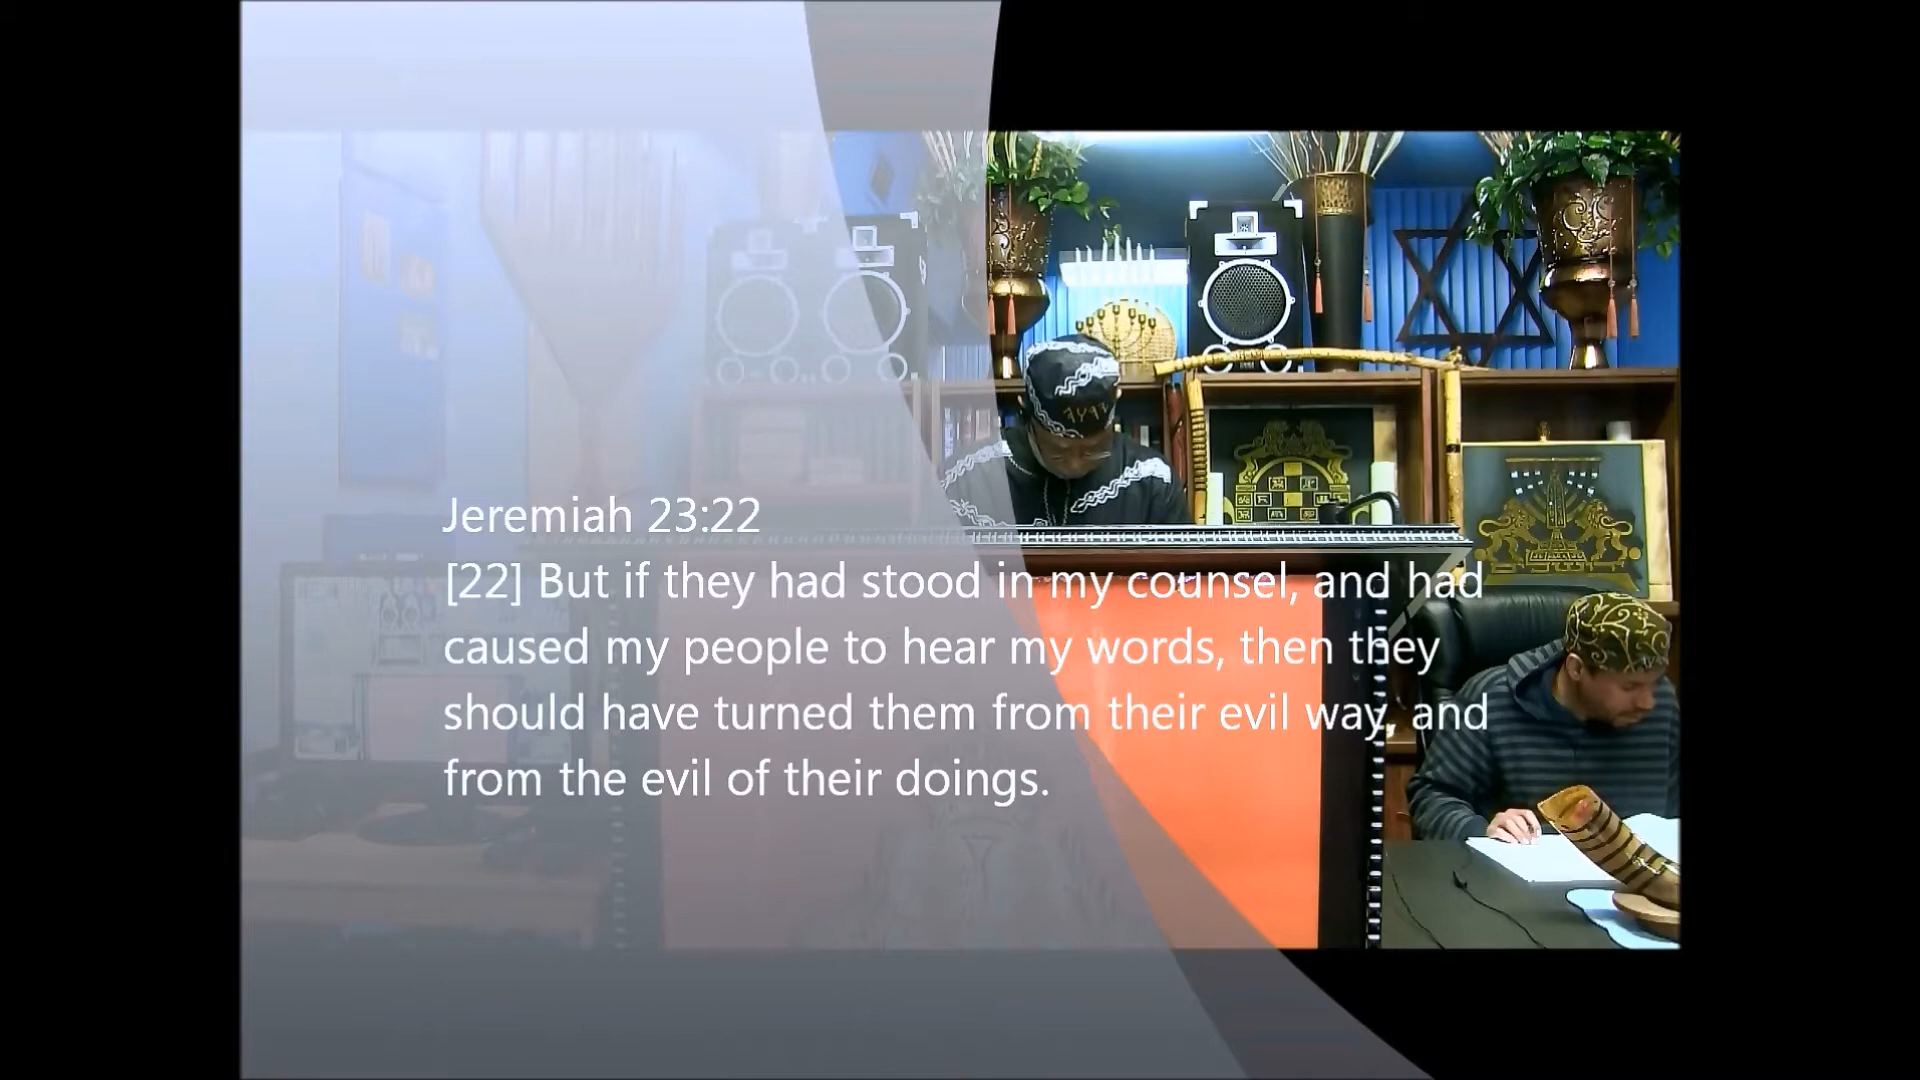 Jeremiah 23:22
[22] But if they had stood in my counsel, and had
caused my people to hear my words, then they
should have turned them from their evil way, and
from the evil of their doings.